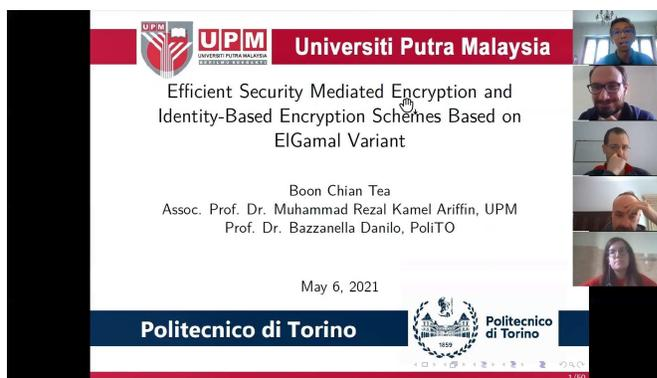 UPM
UNIVERSITI PUTRA MALAYSIA
Universiti Putra Malaysia
Efficient Security Mediated Encryption and
Identity-Based Encryption Schemes Based on
ElGamal Variant
Boon Chian Tea
Assoc. Prof. Dr. Muhammad Rezal Kamel Ariffin, UPM
Prof. Dr. Bazzanella Danilo, PoliTO
May 6, 2021
Politecnico di Torino
1859
Politecnico
di Torino
1/50